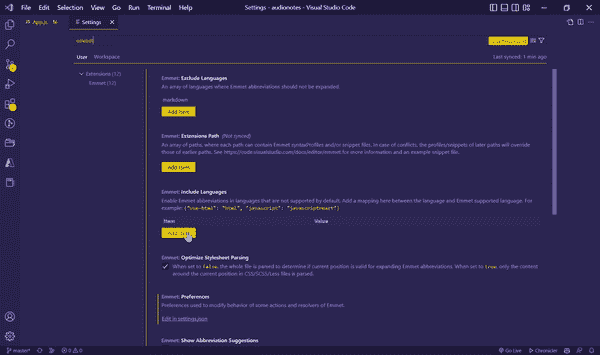 File Edit Selection View Go Run Terminal Help
Settings - audionotes - Visual Studio Code
App.js M
Settings
User Workspace
Last synced: 1 min ago
Extensions (12)
Emmet (12)
Emmet: Exclude Languages
An array of languages where Emmet abbreviations should not be expanded.
markdown
Add Item
Emmet: Extensions Path (Not synced)
An array of paths, where each path can contain Emmet syntaxProfiles and/or snippet files. In case of conflicts, the profiles/snippets of later paths will override
those of earlier paths. See https://code.visualstudio.com/docs/editor/emmet for more information and an example snippet file.
Add Item
Emmet: Include Languages
Enable Emmet abbreviations in languages that are not supported by default. Add a mapping here between the language and Emmet supported language. For
example: {"vue-html": "html", "javascript": "javascriptreact"}
Item Value
Add Item
Emmet: Optimize Stylesheet Parsing
When set to false, the whole file is parsed to determine if current position is valid for expanding Emmet abbreviations. When set to true, only the content
around the current position in CSS/SCSS/Less files is parsed.
Emmet: Preferences
Preferences used to modify behavior of some actions and resolvers of Emmet.
Edit in settings.json
Emmet: Show Abbreviation Suggestions
master* 0 0 Go Live Chronicler